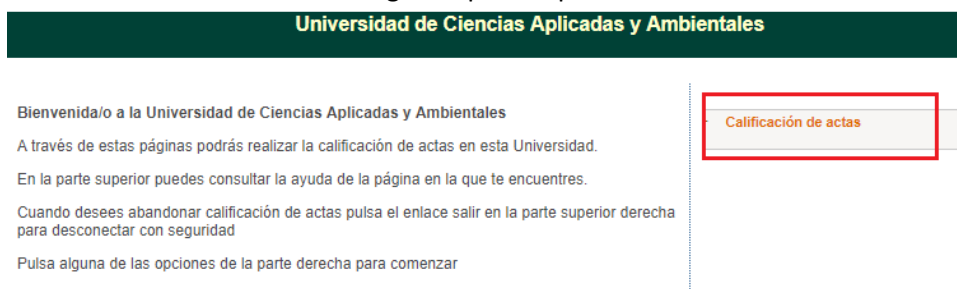 Universidad de Ciencias Aplicadas y Ambientales
Bienvenida/o a la Universidad de Ciencias Aplicadas y Ambientales
A través de estas páginas podrás realizar la calificación de actas en esta Universidad.
En la parte superior puedes consultar la ayuda de la página en la que te encuentres.
Cuando desees abandonar calificación de actas pulsa el enlace salir en la parte superior derecha
para desconectar con seguridad
Pulsa alguna de las opciones de la parte derecha para comenzar
Calificación de actas